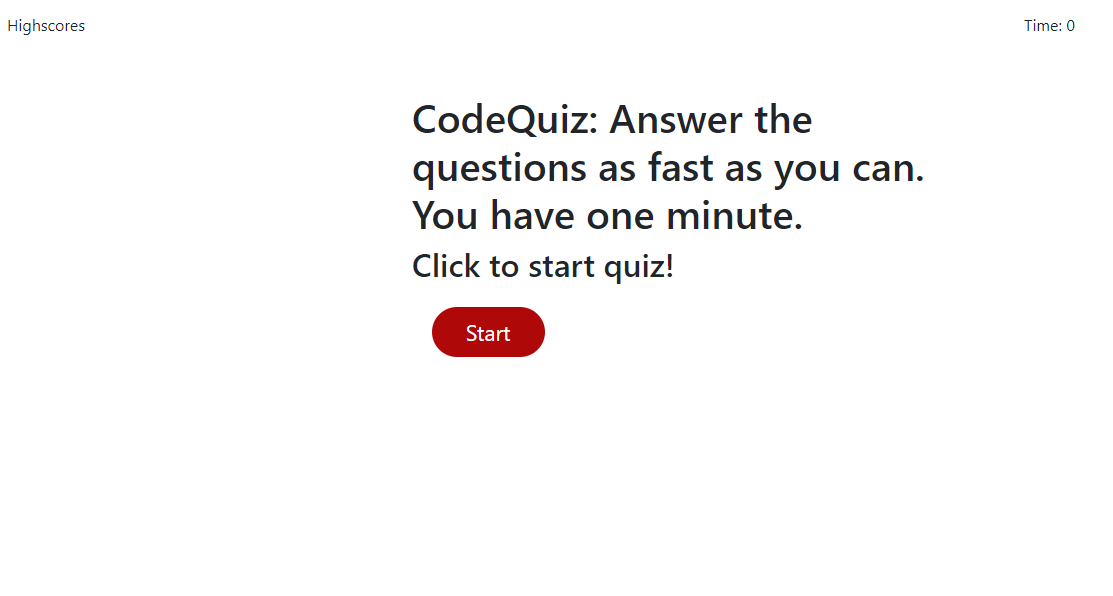 Highscores
Time: 0
CodeQuiz: Answer the
questions as fast as you can.
You have one minute.
Click to start quiz!
Start